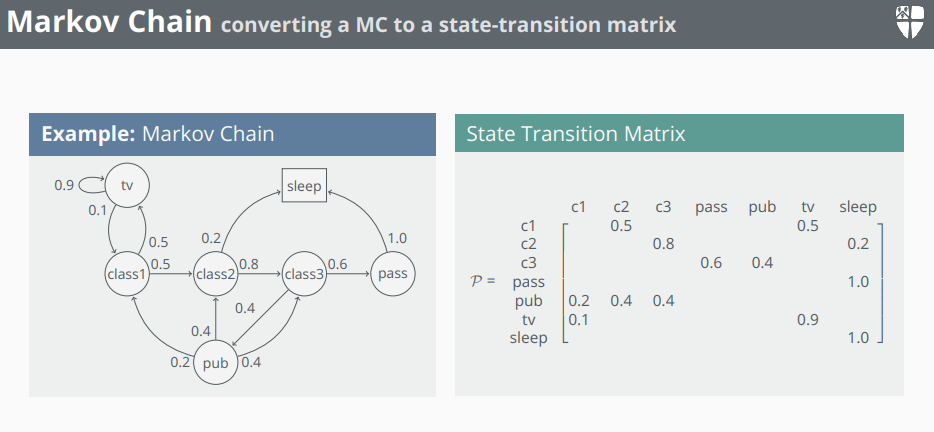 Markov Chain converting a MC to a state-transition matrix
Example: Markov Chain
0.9
tv
sleep
0.1
0.5
0.2
1.0
class1
0.5
class2
0.8
class3
0.6
pass
0.4
0.4
0.2
pub
0.4
State Transition Matrix
c1 c2 c3 pass pub tv sleep
c1 0.5 0.5
c2 0.8 0.2
c3 0.6 0.4
𝒫 = pass 1.0
pub 0.2 0.4 0.4
tv 0.1 0.9
sleep 1.0